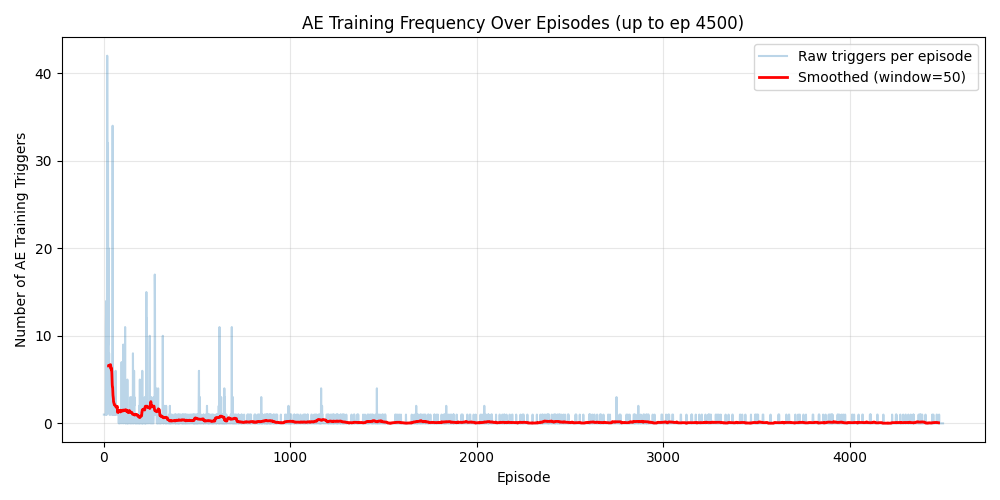 AE Training Frequency Over Episodes (up to ep 4500)
Raw triggers per episode
Smoothed (window=50)
Number of AE Training Triggers
40
30
20
10
0
0 1000 2000 3000 4000
Episode